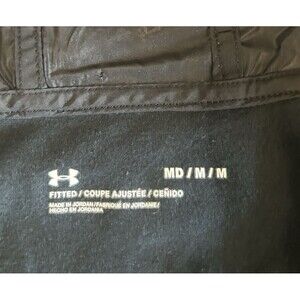 MD / M / M
FITTED / COUPE AJUSTÉE / CEÑIDO
MADE IN JORDAN / FABRIQUÉ EN JORDANIE /
HECHO EN JORDANIA